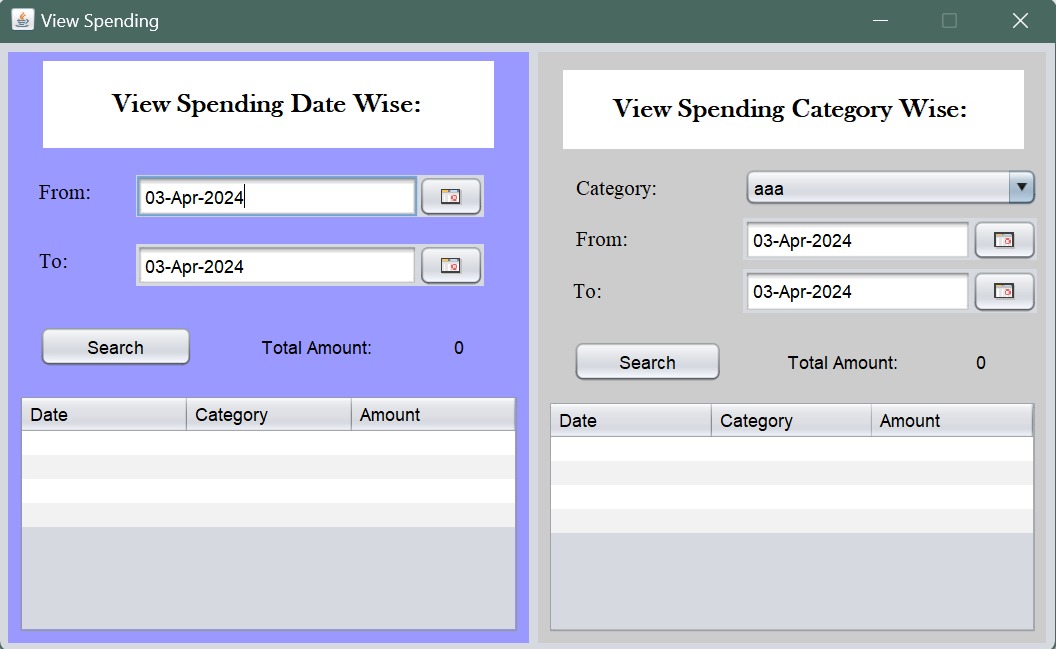 View Spending
View Spending Date Wise:
From: 03-Apr-2024
To: 03-Apr-2024
Search Total Amount: 0
Date Category Amount
View Spending Category Wise:
Category: aaa
From: 03-Apr-2024
To: 03-Apr-2024
Search Total Amount: 0
Date Category Amount